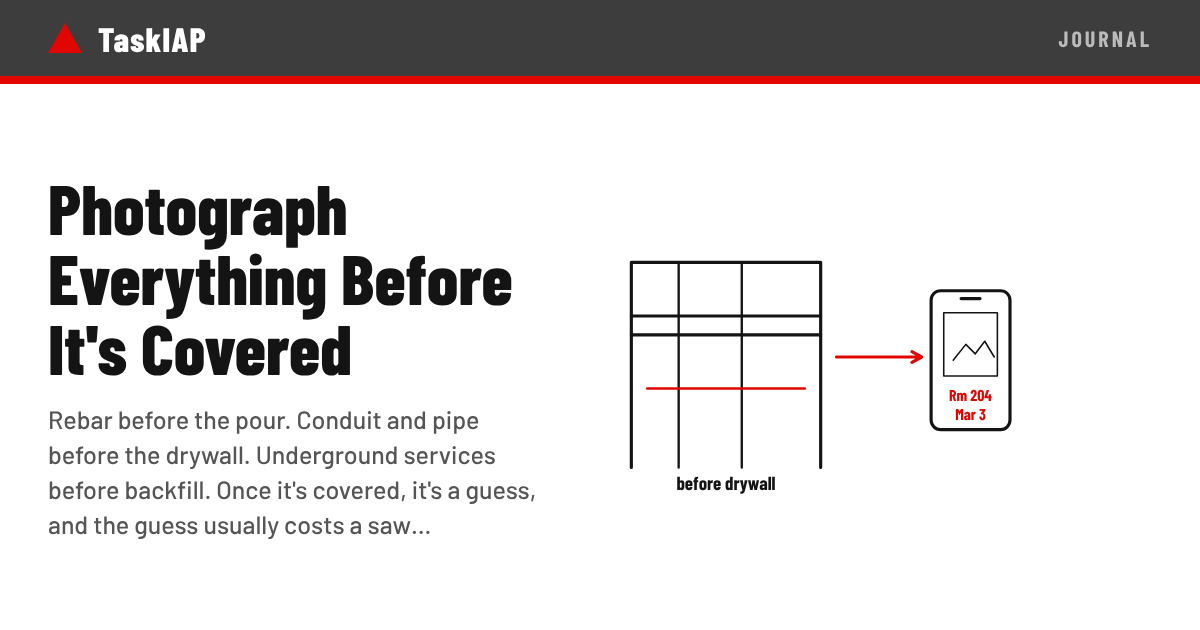 TaskIAP
JOURNAL
Photograph
Everything Before
It's Covered
Rebar before the pour. Conduit and pipe
before the drywall. Underground services
before backfill. Once it's covered, it's a guess,
and the guess usually costs a saw...
before drywall
Rm 204
Mar 3